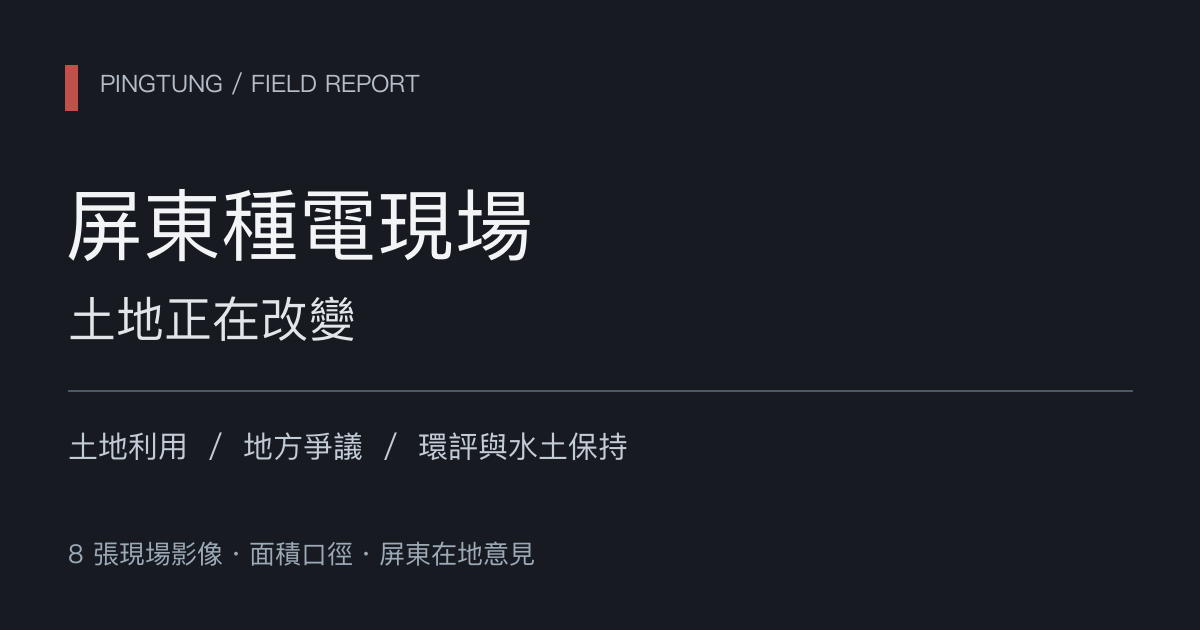 PINGTUNG / FIELD REPORT
屏東種電現場
土地正在改變
土地利用 / 地方爭議 / 環評與水土保持
8 張現場影像 · 面積口徑 · 屏東在地意見